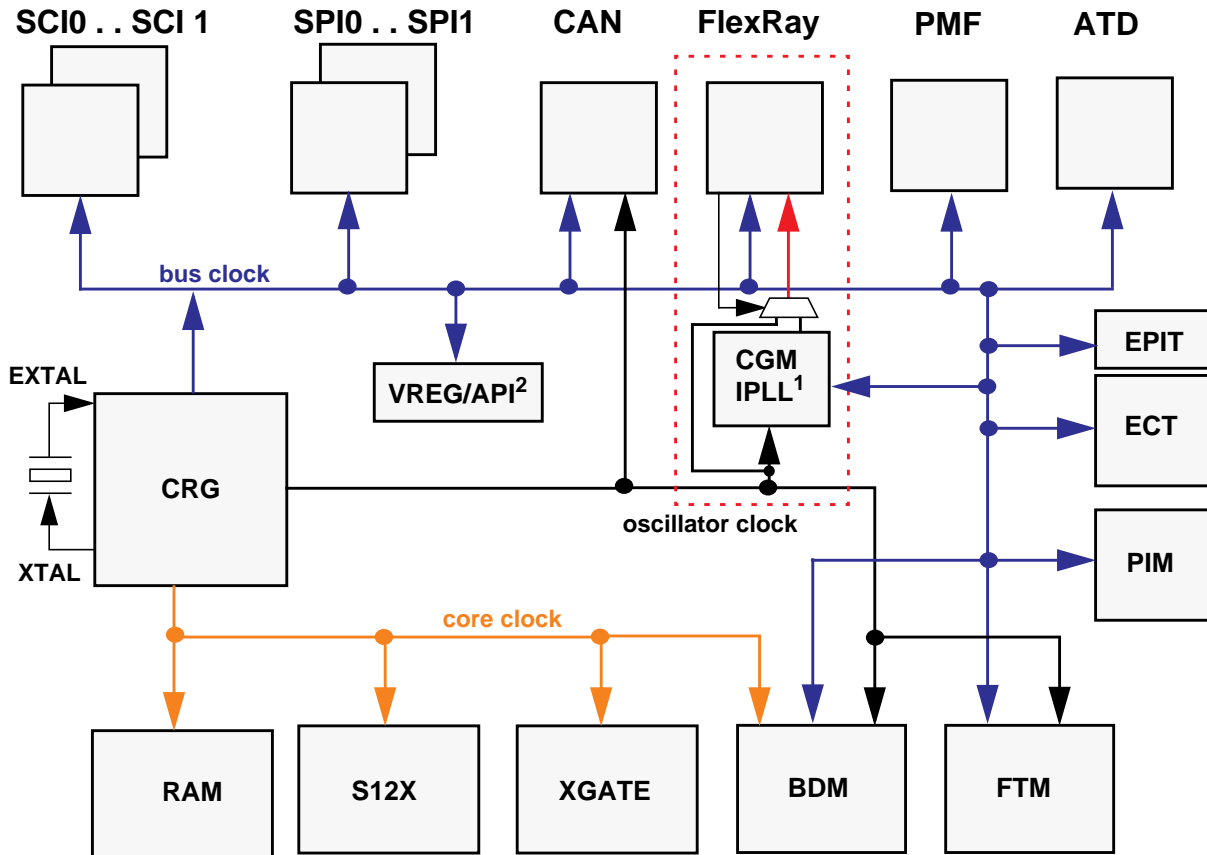 SCI0 . . SCI 1
SPI0 . . SPI1
CAN
FlexRay
PMF
ATD
bus clock
EPIT
CGM
IPLL1
EXTAL
VREG/API2
ECT
CRG
oscillator clock
XTAL
PIM
core clock
RAM
S12X
XGATE
BDM
FTM